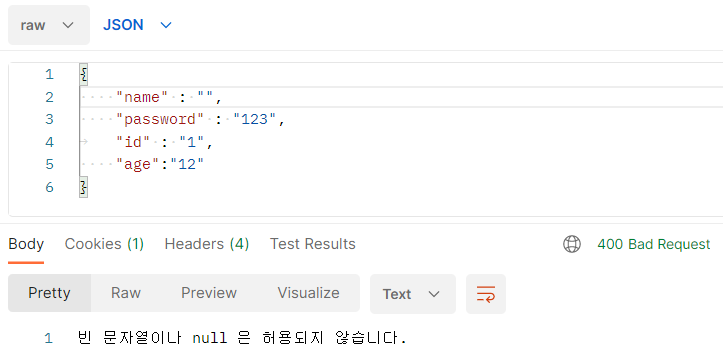 raw JSON
1 {
2 "name" : "",
3 "password" : "123",
4 "id" : "1",
5 "age":"12"
6 }
Body Cookies (1) Headers (4) Test Results 400 Bad Request
Pretty Raw Preview Visualize Text
1 빈 문자열이나 null 은 허용되지 않습니다.